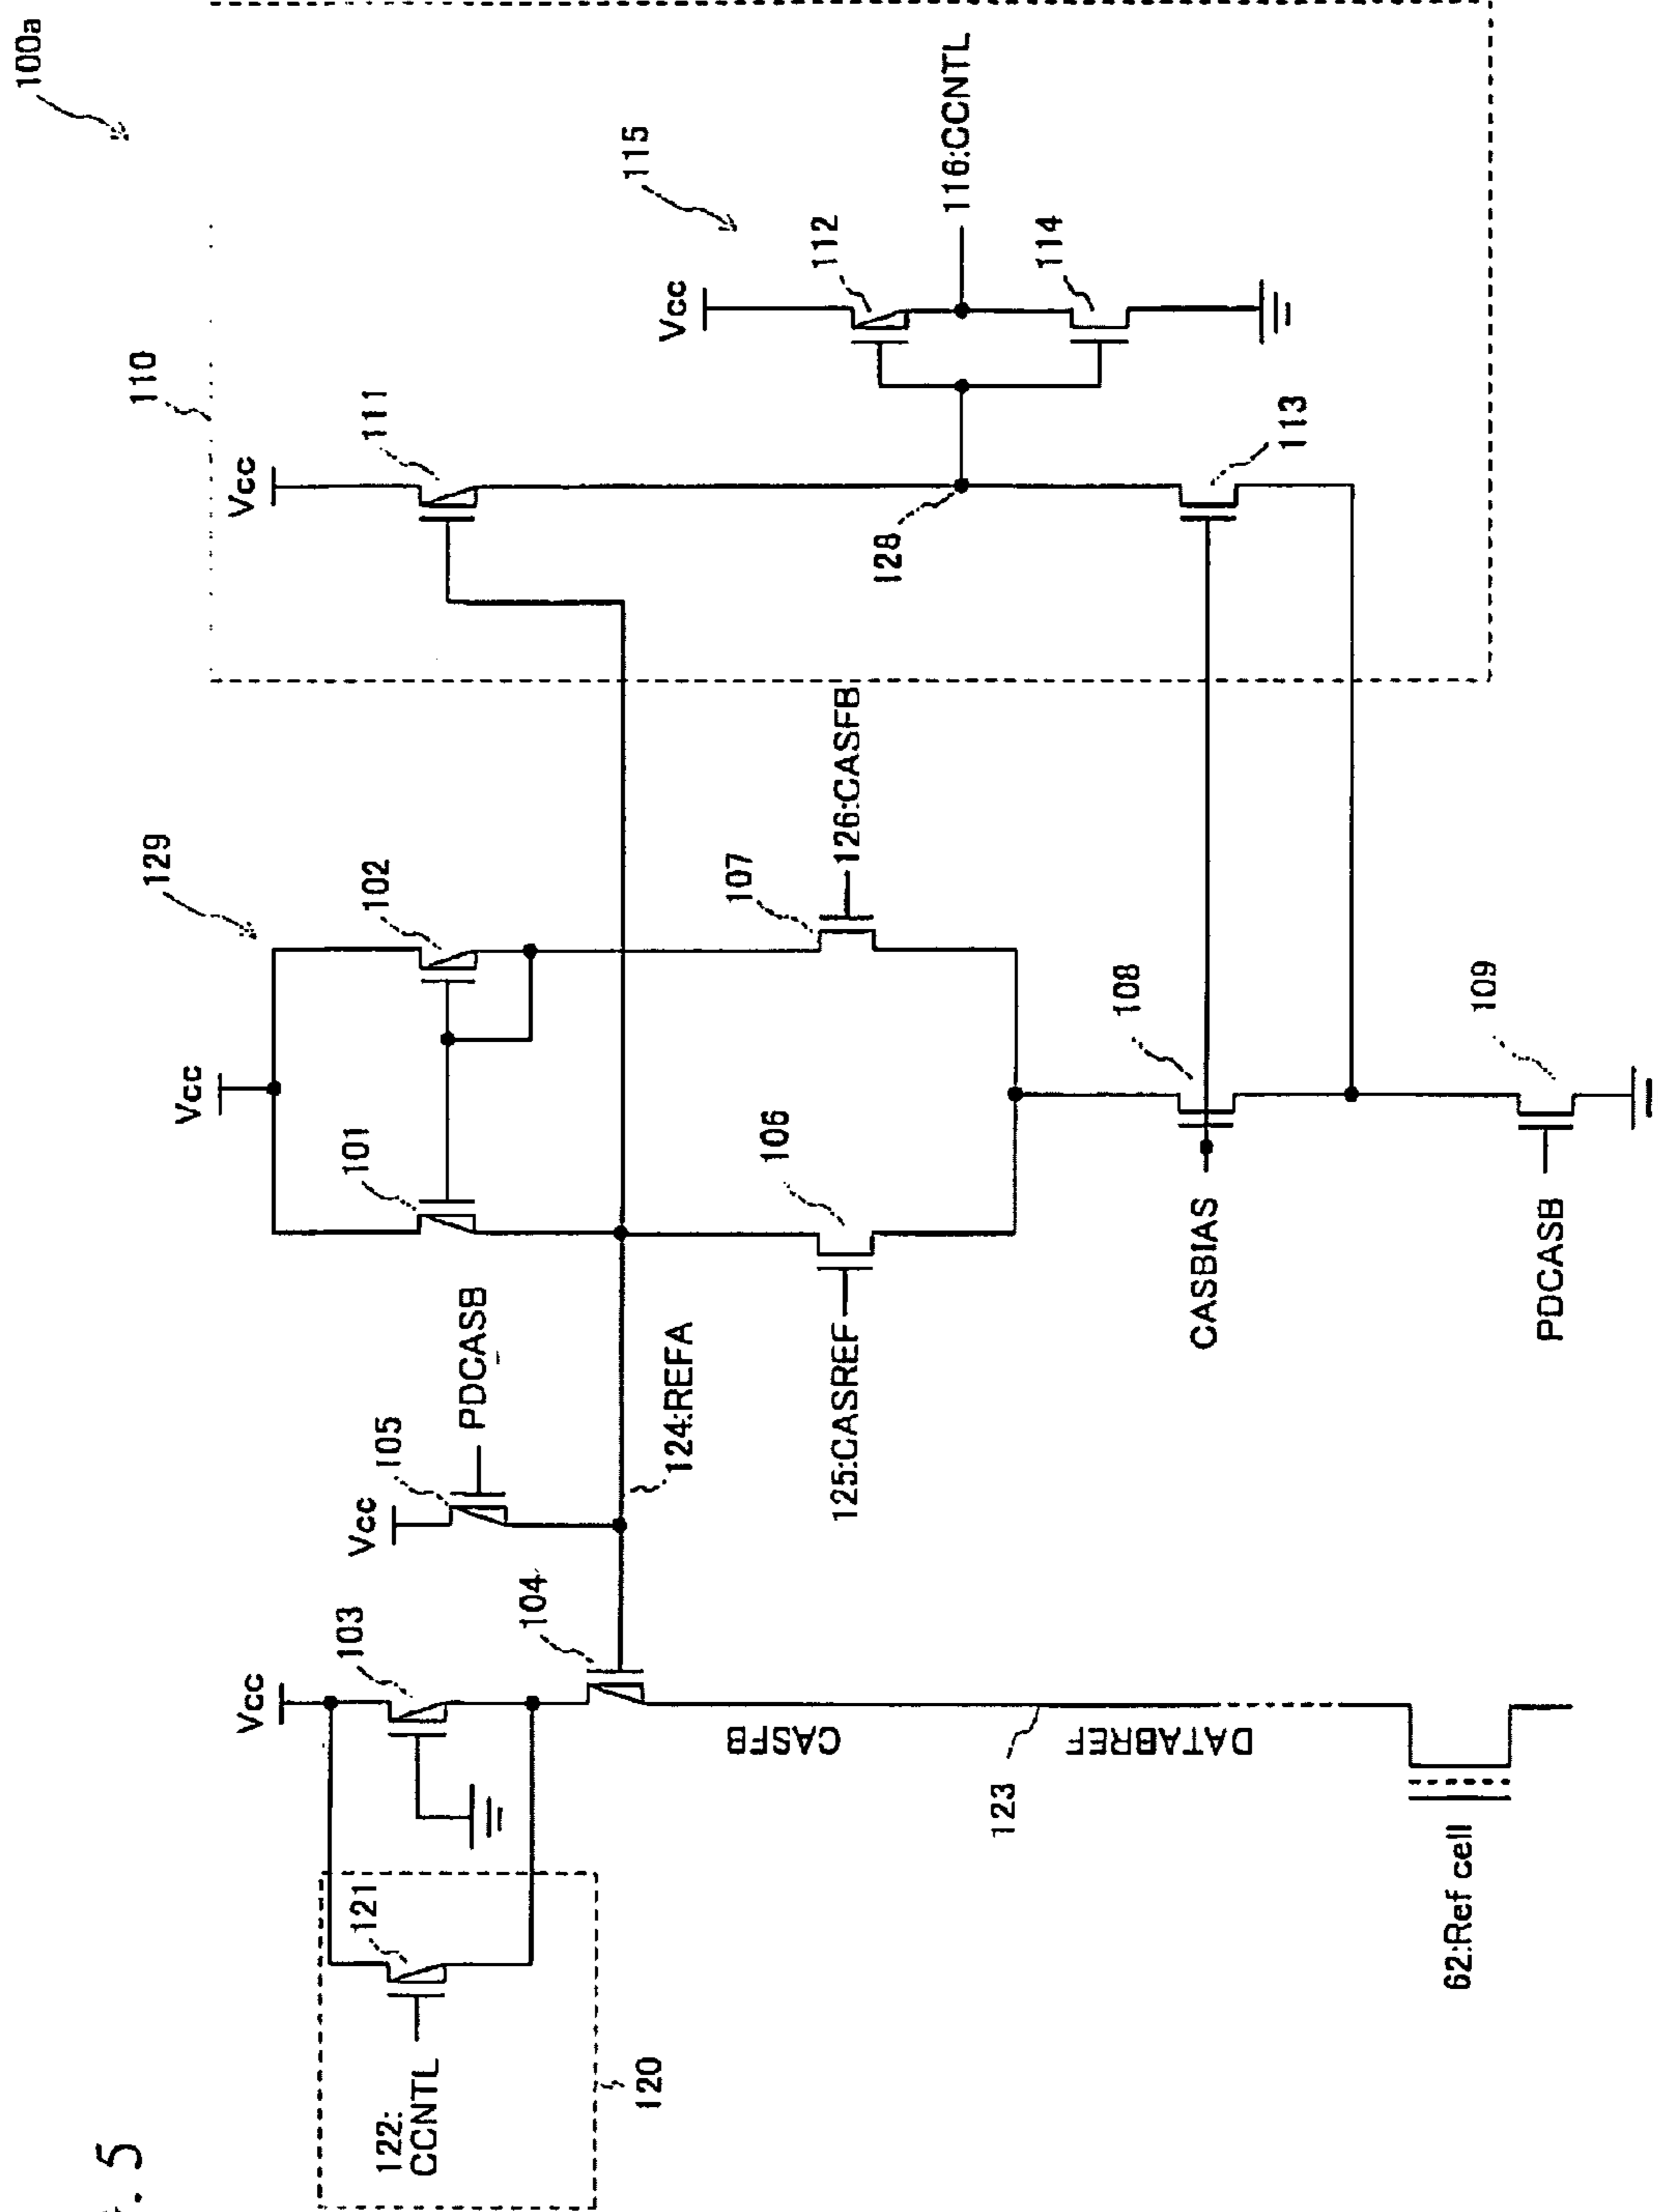 . 5
100a
110
Vcc
111
115
Vcc
112
116:CCNTL
114
128
113
129
Vcc
102
101
107
126:CASFB
106
125:CASREF
108
CASBIAS
109
PDCASB
Vcc
105
PDCASB
124:REFA
Vcc
103
104
121
122:
CCNTL
120
CASFB
123
DATABREF
62:Ref cell